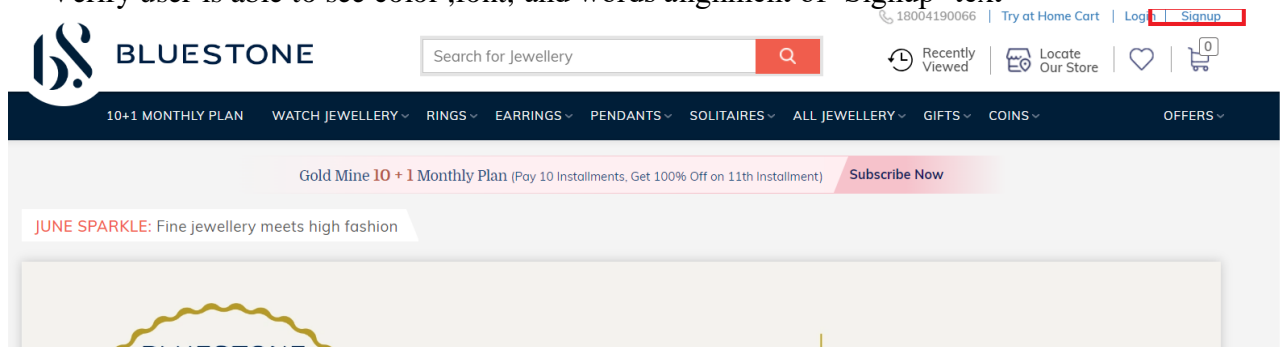 Verify user is able to see color ,font, and words alignment of "Signup" text
18004190066 | Try at Home Cart | Login | Signup
BLUESTONE
Search for Jewellery
Recently Viewed
Locate Our Store
0
10+1 MONTHLY PLAN WATCH JEWELLERY RINGS EARRINGS PENDANTS SOLITAIRES ALL JEWELLERY GIFTS COINS OFFERS
Gold Mine 10 + 1 Monthly Plan (Pay 10 Installments, Get 100% Off on 11th Installment) Subscribe Now
JUNE SPARKLE: Fine jewellery meets high fashion
BLUESTONE